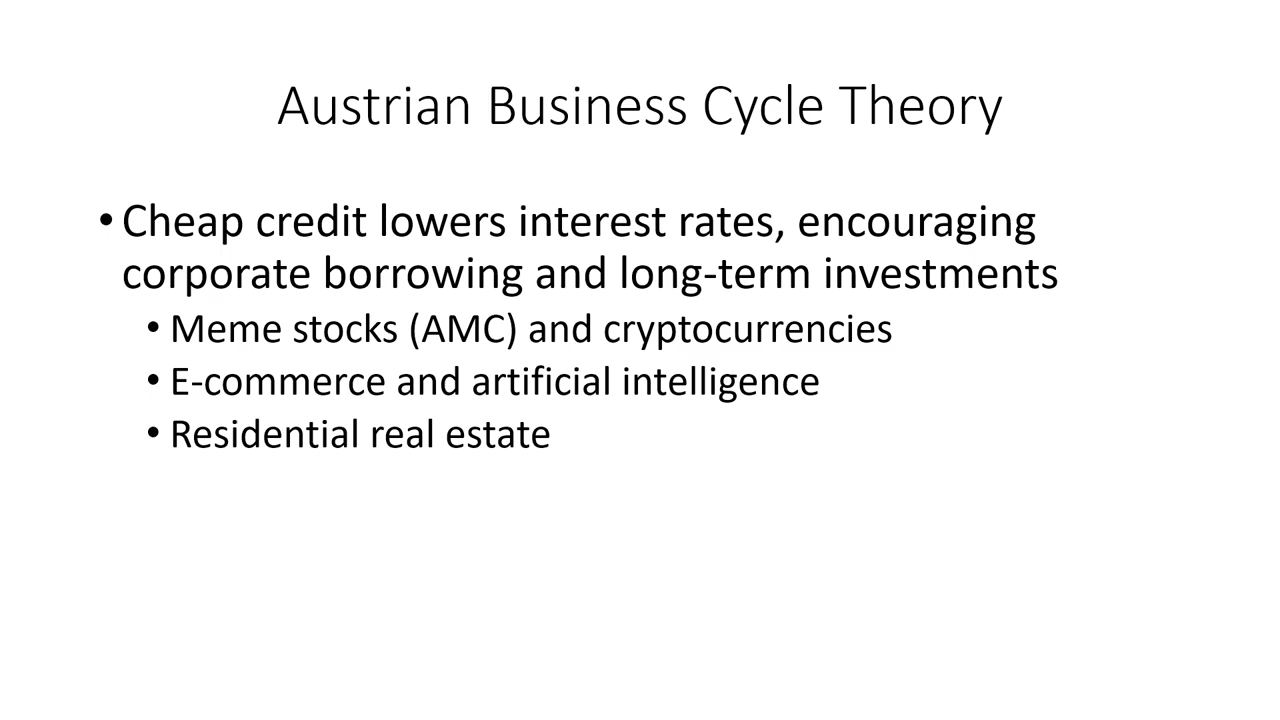 Austrian Business Cycle Theory
• Cheap credit lowers interest rates, encouraging
corporate borrowing and long-term investments
• Meme stocks (AMC) and cryptocurrencies
• E-commerce and artificial intelligence
• Residential real estate